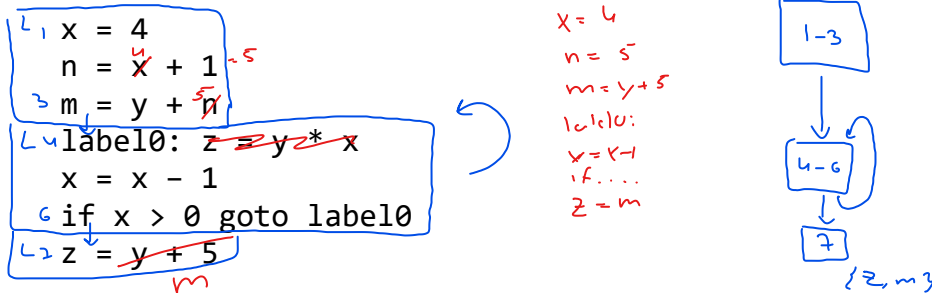 L1 x = 4
n = x + 1 4 = 5
3 m = y + n 5
L4 label0: z = y * x
x = x - 1
6 if x > 0 goto label0
L7 z = y + 5
m
x = 4
n = 5
m = y + 5
label0:
x = x-1
if....
z = m
1-3
4-6
7
{z, m}